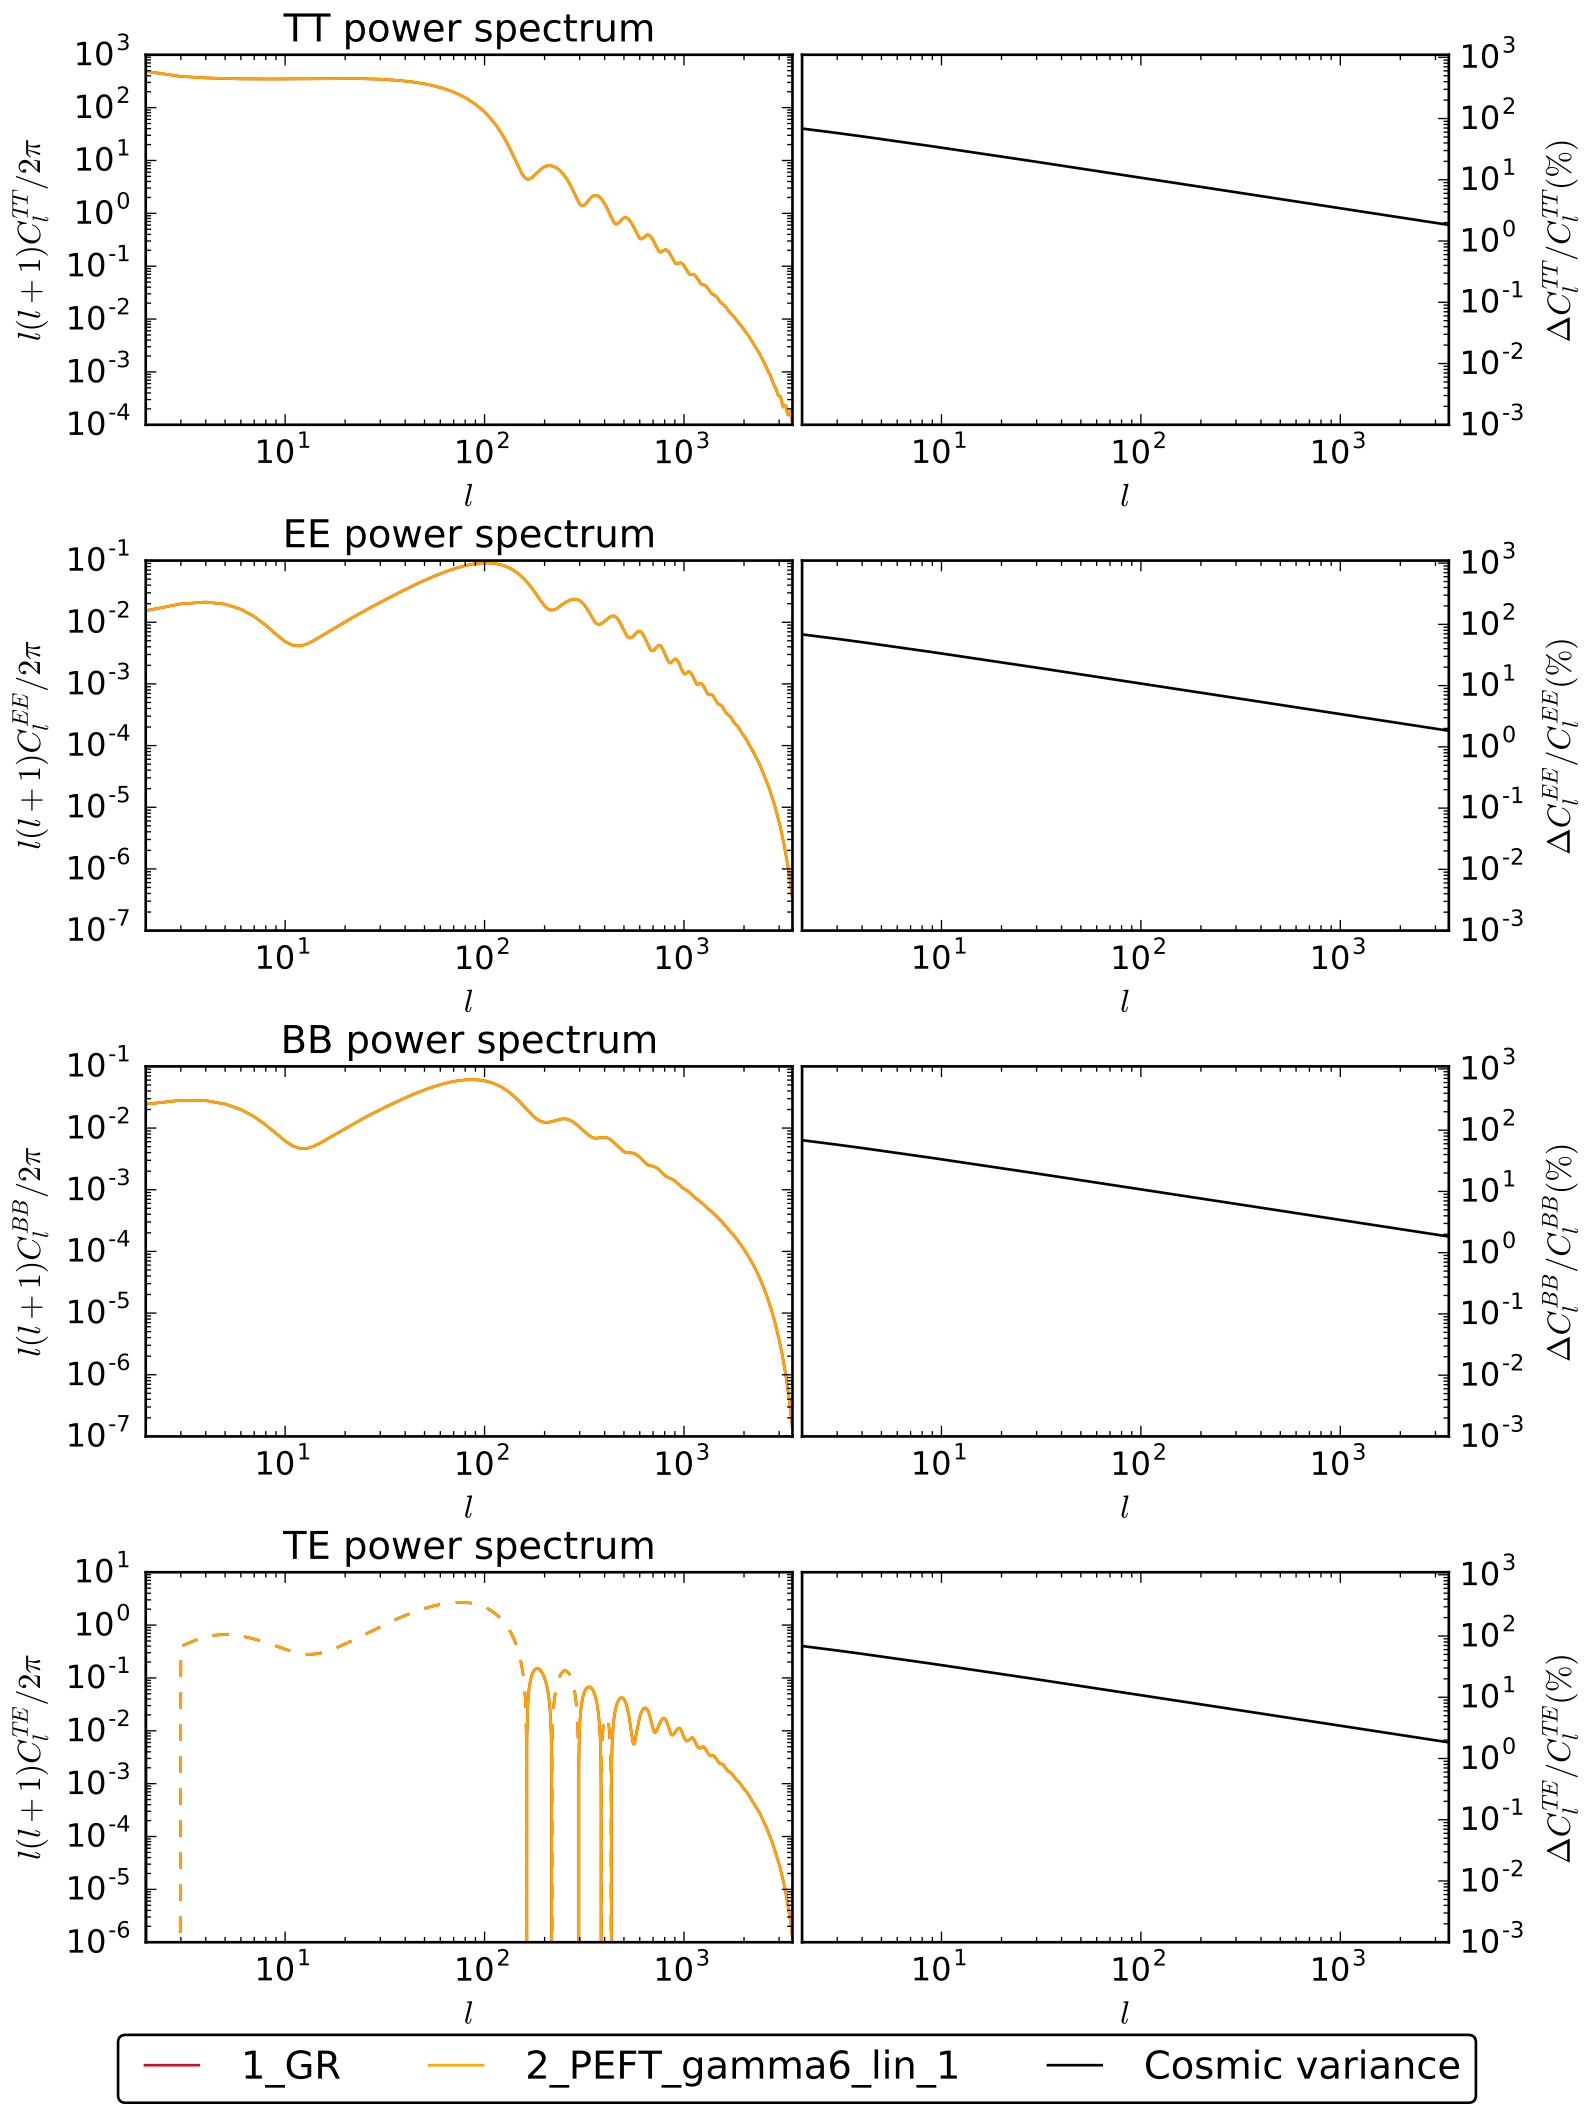 TT power spectrum
10^3
10^2
10^1
10^0
10^-1
10^-2
10^-3
10^-4
l(l + 1)C_l^{TT}/2π
10^1 10^2 10^3
l
10^3
10^2
10^1
10^0
10^-1
10^-2
10^-3
ΔC_l^{TT}/C_l^{TT}(%)
10^1 10^2 10^3
l
EE power spectrum
10^-1
10^-2
10^-3
10^-4
10^-5
10^-6
10^-7
l(l + 1)C_l^{EE}/2π
10^1 10^2 10^3
l
10^3
10^2
10^1
10^0
10^-1
10^-2
10^-3
ΔC_l^{EE}/C_l^{EE}(%)
10^1 10^2 10^3
l
BB power spectrum
10^-1
10^-2
10^-3
10^-4
10^-5
10^-6
10^-7
l(l + 1)C_l^{BB}/2π
10^1 10^2 10^3
l
10^3
10^2
10^1
10^0
10^-1
10^-2
10^-3
ΔC_l^{BB}/C_l^{BB}(%)
10^1 10^2 10^3
l
TE power spectrum
10^1
10^0
10^-1
10^-2
10^-3
10^-4
10^-5
10^-6
l(l + 1)C_l^{TE}/2π
10^1 10^2 10^3
l
10^3
10^2
10^1
10^0
10^-1
10^-2
10^-3
ΔC_l^{TE}/C_l^{TE}(%)
10^1 10^2 10^3
l
1_GR 2_PEFT_gamma6_lin_1 Cosmic variance